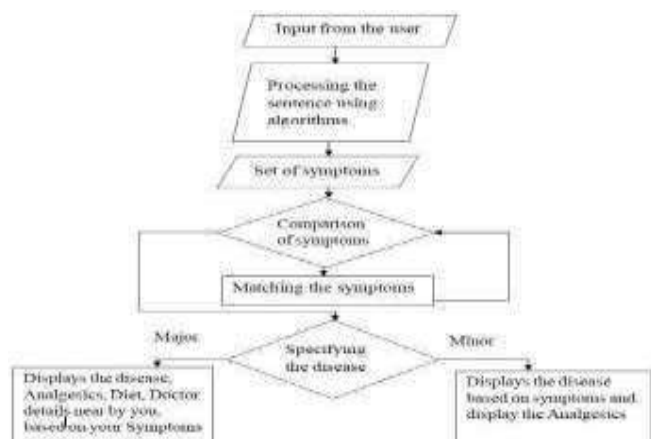 Input from the user
Processing the
sentence using
algorithms
Set of symptoms
Comparison
of symptoms
Matching the symptoms
Major
Specifying
the disease
Minor
Displays the disease,
Analgesics, Diet, Doctor
details near by you,
based on your Symptoms
Displays the disease
based on symptoms and
display the Analgesics